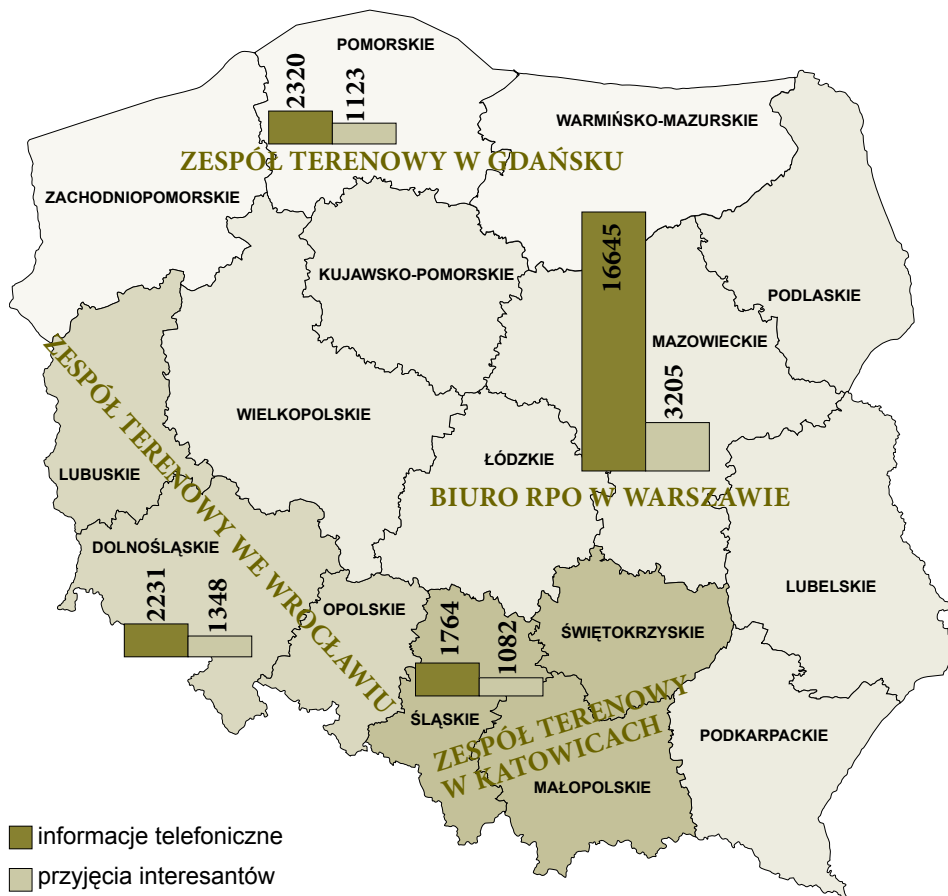 POMORSKIE
2320
1123
WARMIŃSKO-MAZURSKIE
ZESPÓŁ TERENOWY W GDAŃSKU
ZACHODNIOPOMORSKIE
16645
KUJAWSKO-POMORSKIE
PODLASKIE
MAZOWIECKIE
3205
ZESPÓŁ TERENOWY WE WROCŁAWIU
WIELKOPOLSKIE
ŁÓDZKIE
LUBUSKIE
BIURO RPO W WARSZAWIE
DOLNOŚLĄSKIE
2231
1348
OPOLSKIE
LUBELSKIE
1764
1082
ŚWIĘTOKRZYSKIE
ŚLĄSKIE
ZESPÓŁ TERENOWY
W KATOWICACH
PODKARPACKIE
MAŁOPOLSKIE
informacje telefoniczne
przyjęcia interesantów